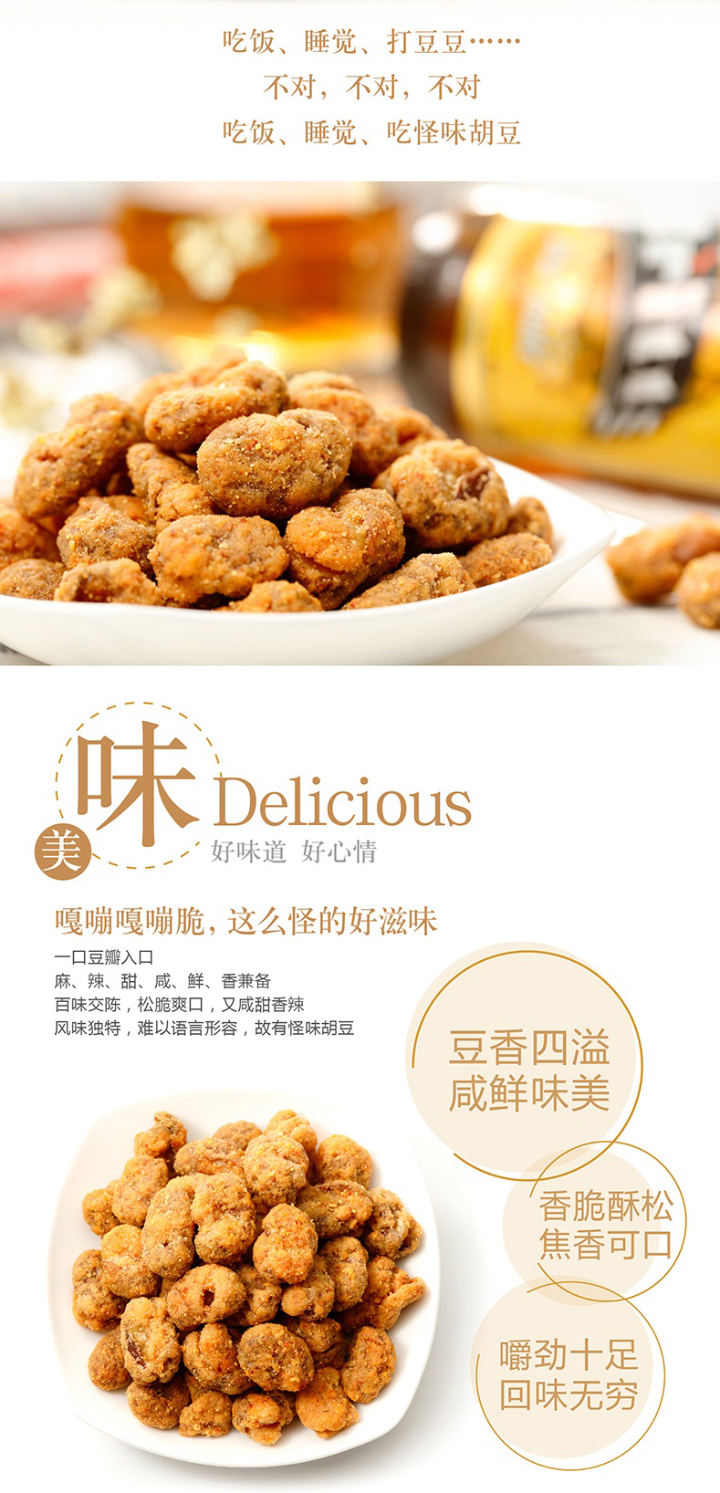 吃饭、睡觉、打豆豆……
不对，不对，不对
吃饭、睡觉、吃怪味胡豆
味
美
Delicious
好味道 好心情
嘎嘣嘎嘣脆，这么怪的好滋味
一口豆瓣入口
麻、辣、甜、咸、鲜、香兼备
百味交陈，松脆爽口，又咸甜香辣
风味独特，难以语言形容，故有怪味胡豆
豆香四溢
咸鲜味美
香脆酥松
焦香可口
嚼劲十足
回味无穷